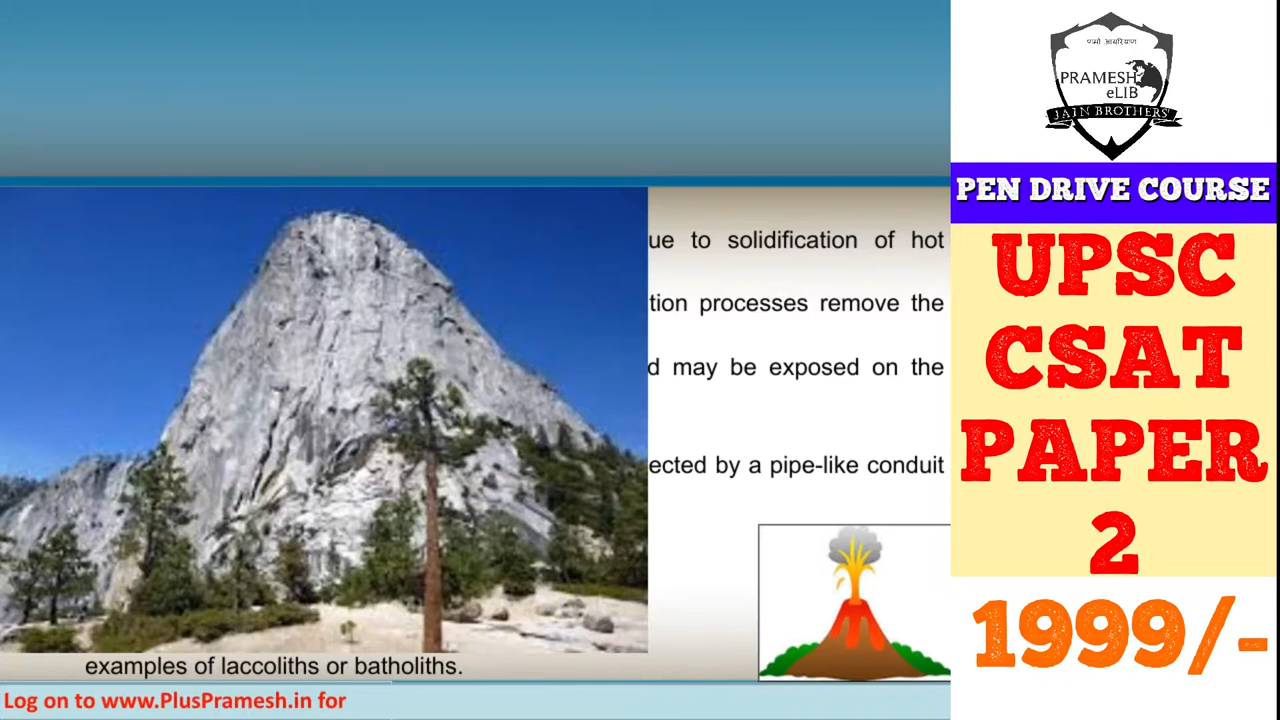 ue to solidification of hot
tion processes remove the
d may be exposed on the
ected by a pipe-like conduit
examples of laccoliths or batholiths.
Log on to www.PlusPramesh.in for
णमो आयरियाण
PRAMESH
eLIB
JAIN BROTHERS
PEN DRIVE COURSE
UPSC
CSAT
PAPER
2
1999/-